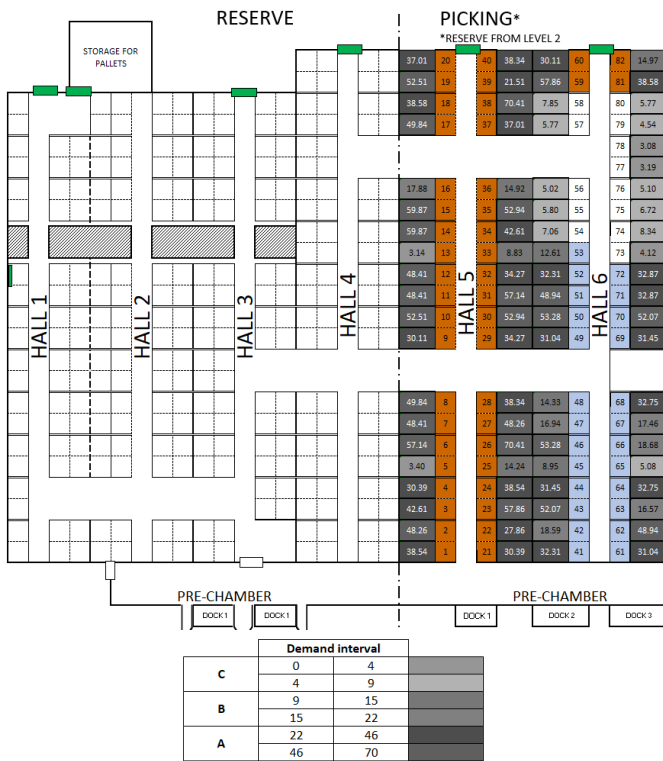 RESERVE PICKING*
*RESERVE FROM LEVEL 2
STORAGE FOR
PALLETS
37.01 20 40 38.34 30.11 60 82 14.97
52.51 19 39 21.51 57.86 59 81 38.58
38.58 18 38 70.41 7.85 58 80 5.77
49.84 17 37 37.01 5.77 57 79 4.54
78 3.08
77 3.19
17.88 16 36 14.92 5.02 56 76 5.10
59.87 15 35 52.94 5.80 55 75 6.72
59.87 14 34 42.61 7.06 54 74 8.34
3.14 13 33 8.83 12.61 53 73 4.12
48.41 12 32 34.27 32.31 52 72 32.87
48.41 11 31 57.14 48.94 51 71 32.87
52.51 10 30 52.94 53.28 50 70 52.07
30.11 9 29 34.27 31.04 49 69 31.45
HALL 1
HALL 2
HALL 3
HALL 4
HALL 5
HALL 6
49.84 8 28 38.34 14.33 48 68 32.75
48.41 7 27 48.26 16.94 47 67 17.46
57.14 6 26 70.41 53.28 46 66 18.68
3.40 5 25 14.24 8.95 45 65 5.08
30.39 4 24 38.54 31.45 44 64 32.75
42.61 3 23 57.86 52.07 43 63 16.57
48.26 2 22 27.86 18.59 42 62 48.94
38.54 1 21 30.39 32.31 41 61 31.04
PRE-CHAMBER PRE-CHAMBER
DOCK 1 DOCK 1 DOCK 1 DOCK 2 DOCK 3
Demand interval
C 0 4
4 9
B 9 15
15 22
A 22 46
46 70